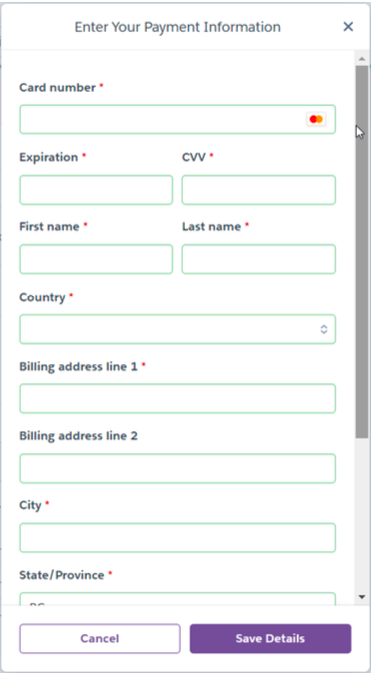 Enter Your Payment Information
Card number *
Expiration * CVV *
First name * Last name *
Country *
Billing address line 1 *
Billing address line 2
City *
State/Province *
Cancel Save Details